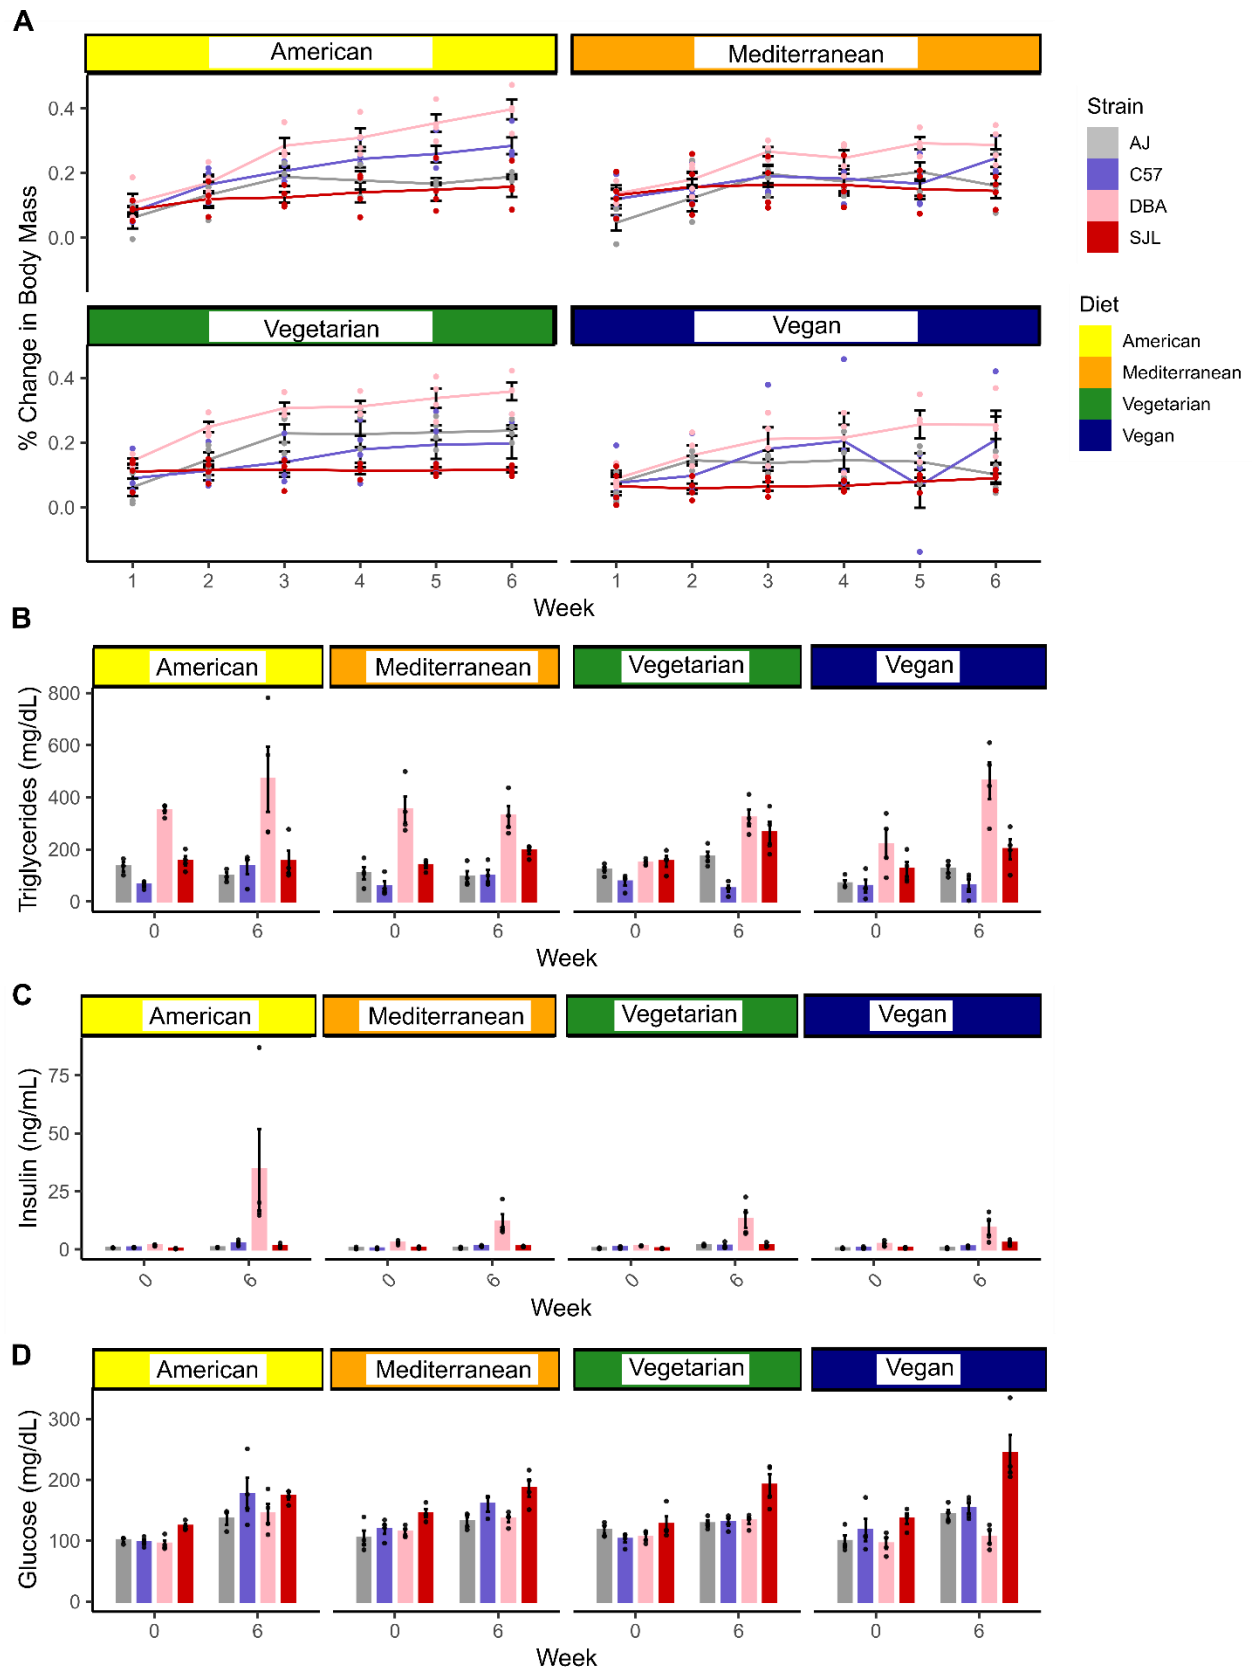 A
American
Mediterranean
Strain
AJ
C57
DBA
SJL
Diet
American
Mediterranean
Vegetarian
Vegan
% Change in Body Mass
0.4
0.2
0.0
Vegetarian
Vegan
0.4
0.2
0.0
1 2 3 4 5 6 1 2 3 4 5 6
Week
B
American Mediterranean Vegetarian Vegan
Triglycerides (mg/dL)
800
600
400
200
0
0 6 0 6 0 6 0 6
Week
C
American Mediterranean Vegetarian Vegan
Insulin (ng/mL)
75
50
25
0
0 6 0 6 0 6 0 6
Week
D
American Mediterranean Vegetarian Vegan
Glucose (mg/dL)
300
200
100
0
0 6 0 6 0 6 0 6
Week